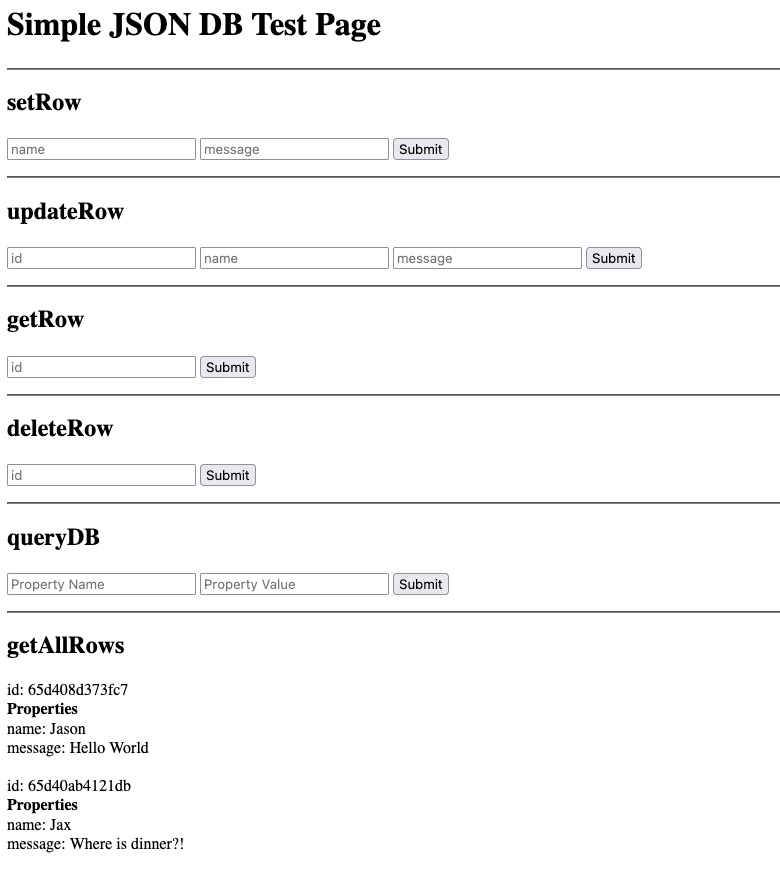 Simple JSON DB Test Page
setRow
name message Submit
updateRow
id name message Submit
getRow
id Submit
deleteRow
id Submit
queryDB
Property Name Property Value Submit
getAllRows
id: 65d408d373fc7
Properties
name: Jason
message: Hello World
id: 65d40ab4121db
Properties
name: Jax
message: Where is dinner?!